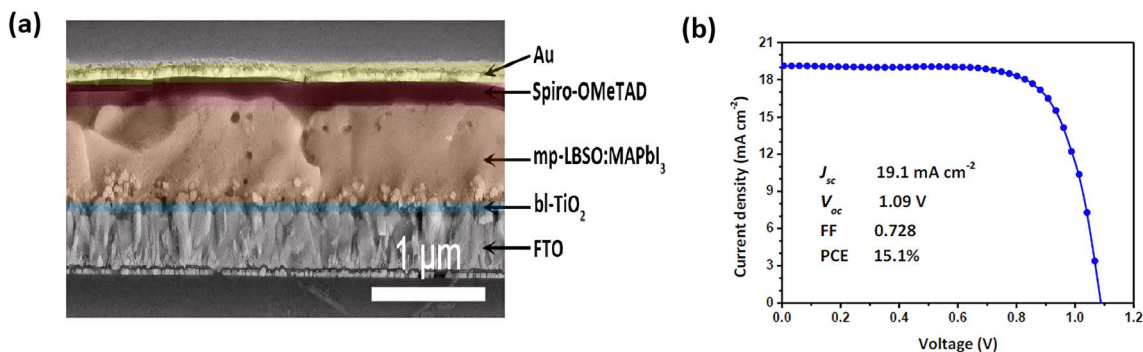 (a)
Au
Spiro-OMeTAD
mp-LBSO:MAPbI3
bl-TiO2
FTO
1 μm
(b)
Current density (mA cm-2)
21
18
15
12
9
6
3
0
Jsc 19.1 mA cm-2
Voc 1.09 V
FF 0.728
PCE 15.1%
0.0 0.2 0.4 0.6 0.8 1.0 1.2
Voltage (V)